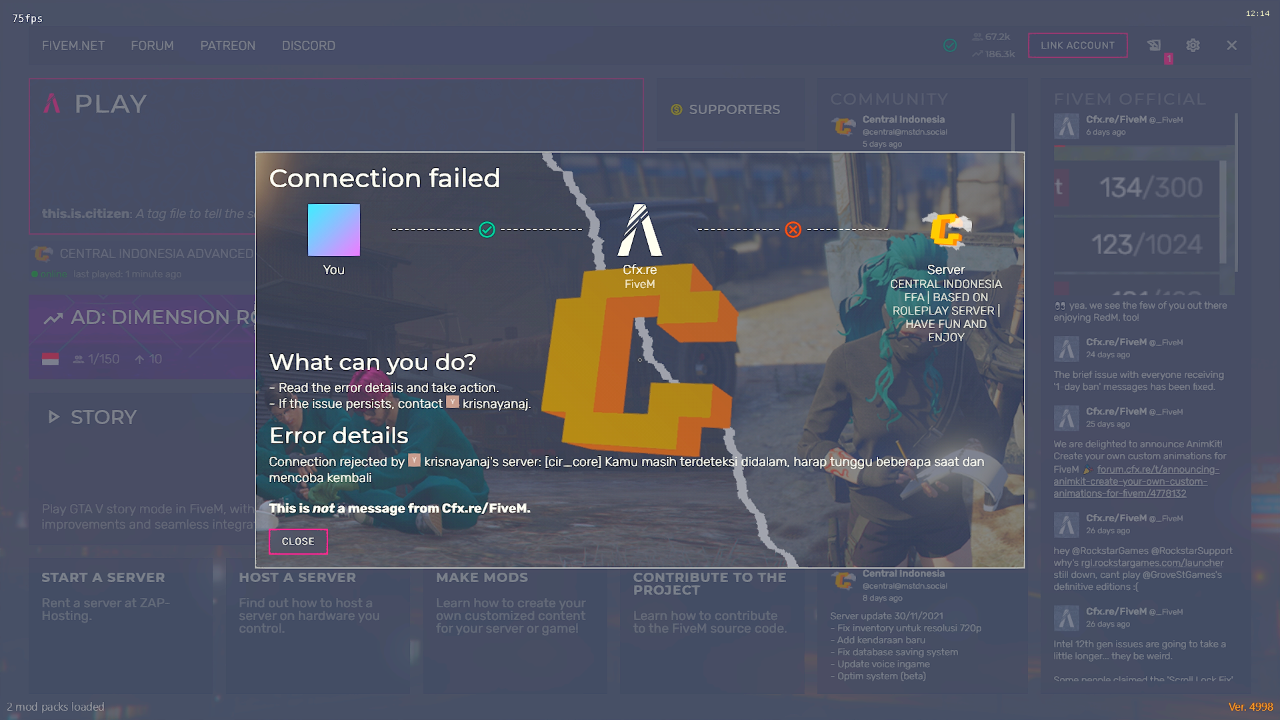 75fps
12:14
FIVEM.NET FORUM PATREON DISCORD
67.2k
186.3k
LINK ACCOUNT
1
PLAY
this.is.citizen: A tag file to tell the s
CENTRAL INDONESIA ADVANCED
online last played: 1 minute ago
AD: DIMENSION RO
1/150 10
STORY
Play GTA V story mode in FiveM, with
improvements and seamless integra
SUPPORTERS
COMMUNITY
Central Indonesia
@central@mstdn.social
5 days ago
FIVEM OFFICIAL
Cfx.re/FiveM @_FiveM
6 days ago
t 134/300
123/1024
Connection failed
You
Cfx.re
FiveM
Server
CENTRAL INDONESIA
FFA | BASED ON
ROLEPLAY SERVER |
HAVE FUN AND
ENJOY
What can you do?
- Read the error details and take action.
- If the issue persists, contact Y krisnayanaj.
Error details
Connection rejected by Y krisnayanaj's server: [cir_core] Kamu masih terdeteksi didalam, harap tunggu beberapa saat dan
mencoba kembali
This is not a message from Cfx.re/FiveM.
CLOSE
yea, we see the few of you out there
enjoying RedM, too!
Cfx.re/FiveM @_FiveM
24 days ago
The brief issue with everyone receiving
'1 day ban' messages has been fixed.
Cfx.re/FiveM @_FiveM
25 days ago
We are delighted to announce AnimKit!
Create your own custom animations for
FiveM forum.cfx.re/t/announcing-
animkit-create-your-own-custom-
animations-for-fivem/4778132
Cfx.re/FiveM @_FiveM
26 days ago
hey @RockstarGames @RockstarSupport
why's rgl.rockstargames.com/launcher
still down, cant play @GroveStGames's
definitive editions :(
Cfx.re/FiveM @_FiveM
26 days ago
Intel 12th gen issues are going to take a
little longer... they be weird.
Some people claimed the 'Scroll Lock Fix'
START A SERVER
Rent a server at ZAP-
Hosting.
HOST A SERVER
Find out how to host a
server on hardware you
control.
MAKE MODS
Learn how to create your
own customized content
for your server or game!
CONTRIBUTE TO THE
PROJECT
Learn how to contribute
to the FiveM source code.
Central Indonesia
@central@mstdn.social
8 days ago
Server update 30/11/2021
- Fix inventory untuk resolusi 720p
- Add kendaraan baru
- Fix database saving system
- Update voice ingame
- Optim system (beta)
2 mod packs loaded
Ver. 4998